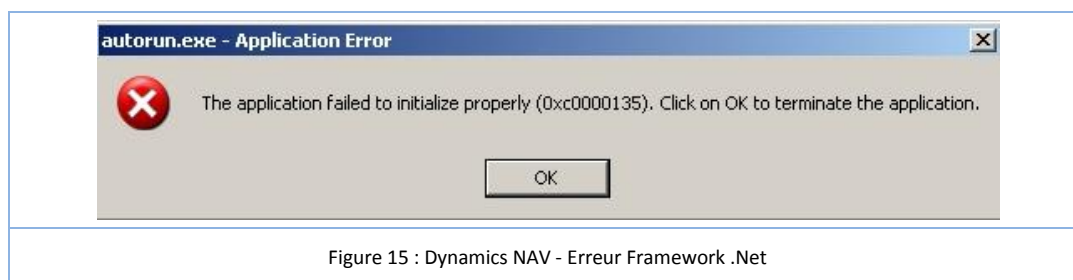 autorun.exe - Application Error
The application failed to initialize properly (0xc0000135). Click on OK to terminate the application.
OK
Figure 15 : Dynamics NAV - Erreur Framework .Net